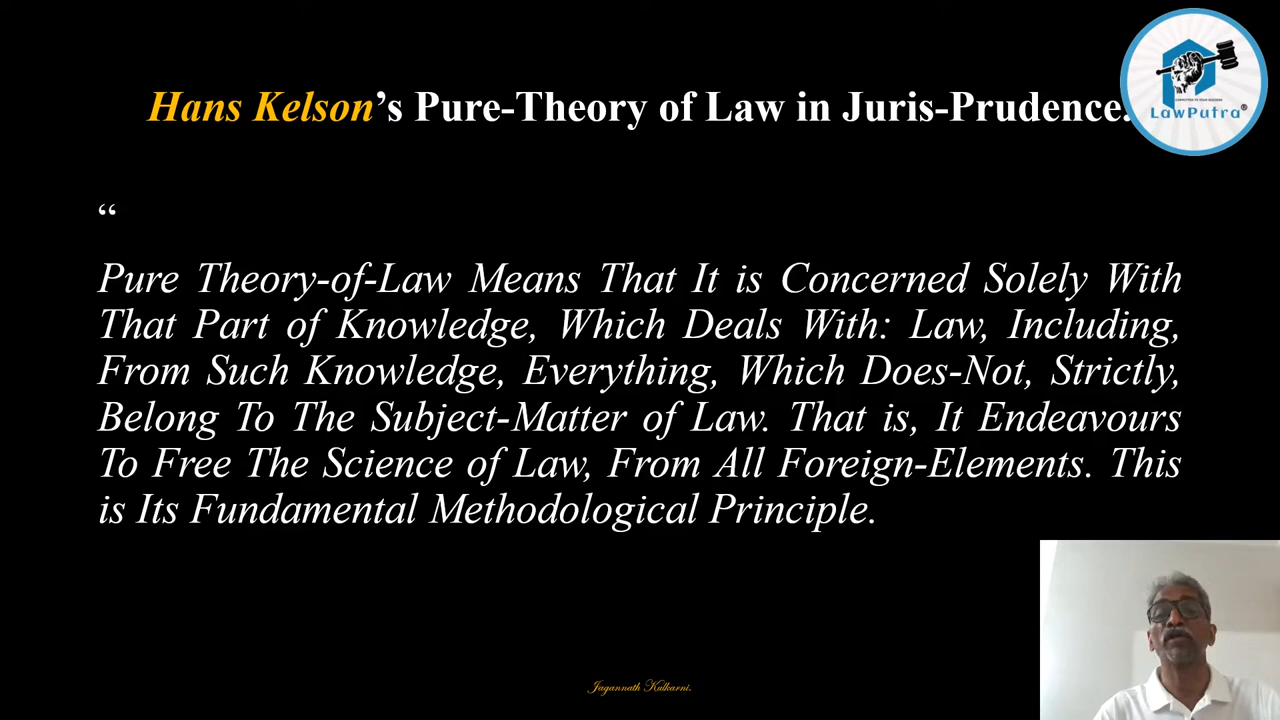 Hans Kelson's Pure-Theory of Law in Juris-Prudence.
LawPutra®
“
Pure Theory-of-Law Means That It is Concerned Solely With
That Part of Knowledge, Which Deals With: Law, Including,
From Such Knowledge, Everything, Which Does-Not, Strictly,
Belong To The Subject-Matter of Law. That is, It Endeavours
To Free The Science of Law, From All Foreign-Elements. This
is Its Fundamental Methodological Principle.
Jagannath Kulkarni.